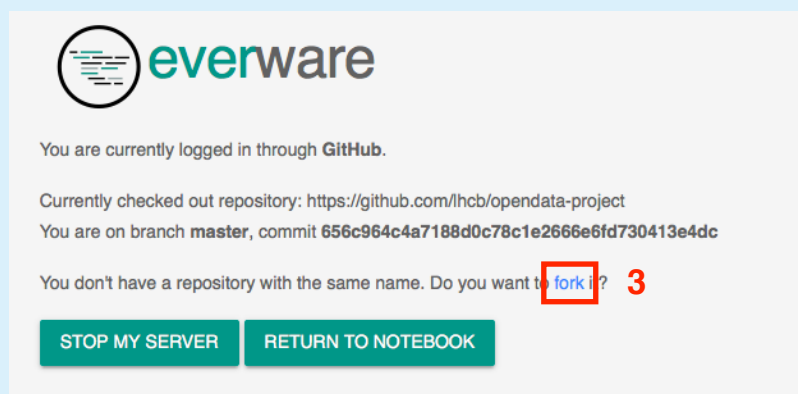 everware
You are currently logged in through GitHub.
Currently checked out repository: https://github.com/lhcb/opendata-project
You are on branch master, commit 656c964c4a7188d0c78c1e2666e6fd730413e4dc
You don't have a repository with the same name. Do you want to fork it? 3
STOP MY SERVER RETURN TO NOTEBOOK